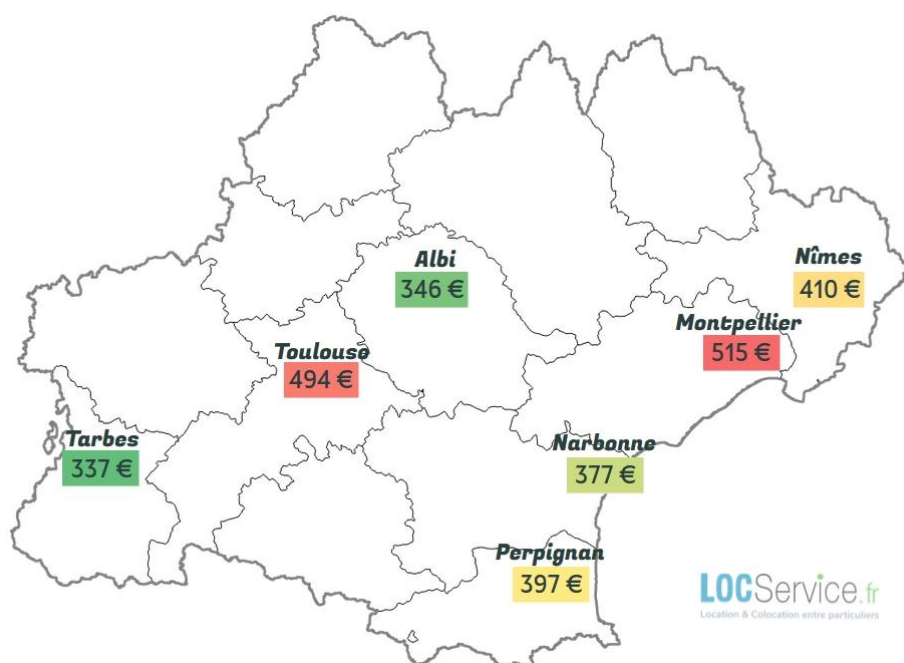 Albi
346 €
Nîmes
410 €
Montpellier
515 €
Toulouse
494 €
Tarbes
337 €
Narbonne
377 €
Perpignan
397 €
LOCService.fr
Location & Colocation entre particuliers